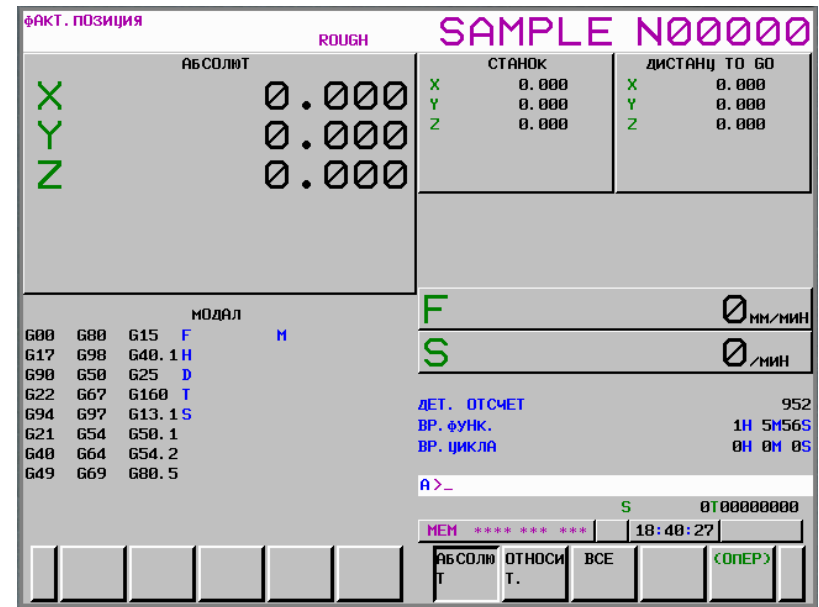 фАКТ.ПОЗИЦИЯ
ROUGH
SAMPLE N00000
АБСОЛЮТ
X 0.000
Y 0.000
Z 0.000
СТАНОК
X 0.000
Y 0.000
Z 0.000
ДИСТАНЦ TO GO
X 0.000
Y 0.000
Z 0.000
F 0 мм/миН
S 0 /миН
МОДАЛ
G00 G80 G15 F M
G17 G98 G40.1 H
G90 G50 G25 D
G22 G67 G160 T
G94 G97 G13.1 S
G21 G54 G50.1
G40 G64 G54.2
G49 G69 G80.5
ДЕТ. ОТСЧЕТ 952
ВР.фУНК. 1H 5M56S
ВР.ЦИКЛА 0H 0M 0S
A>_
S 0T00000000
MEM **** *** ***
18:40:27
АБСОЛЮ
Т
ОТНОСИ
Т.
ВСЕ
(ОПЕР)